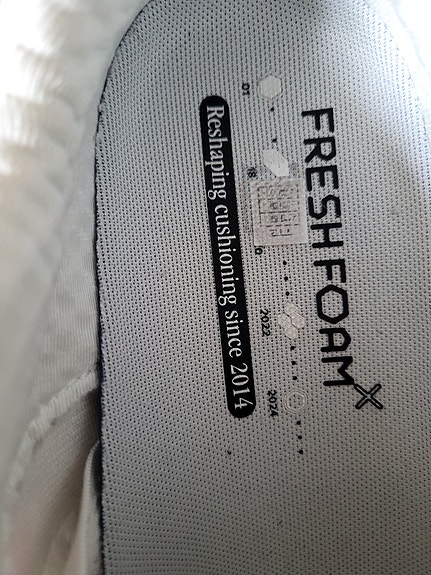 FRESH FOAM X
2022
2024
Reshaping cushioning since 2014